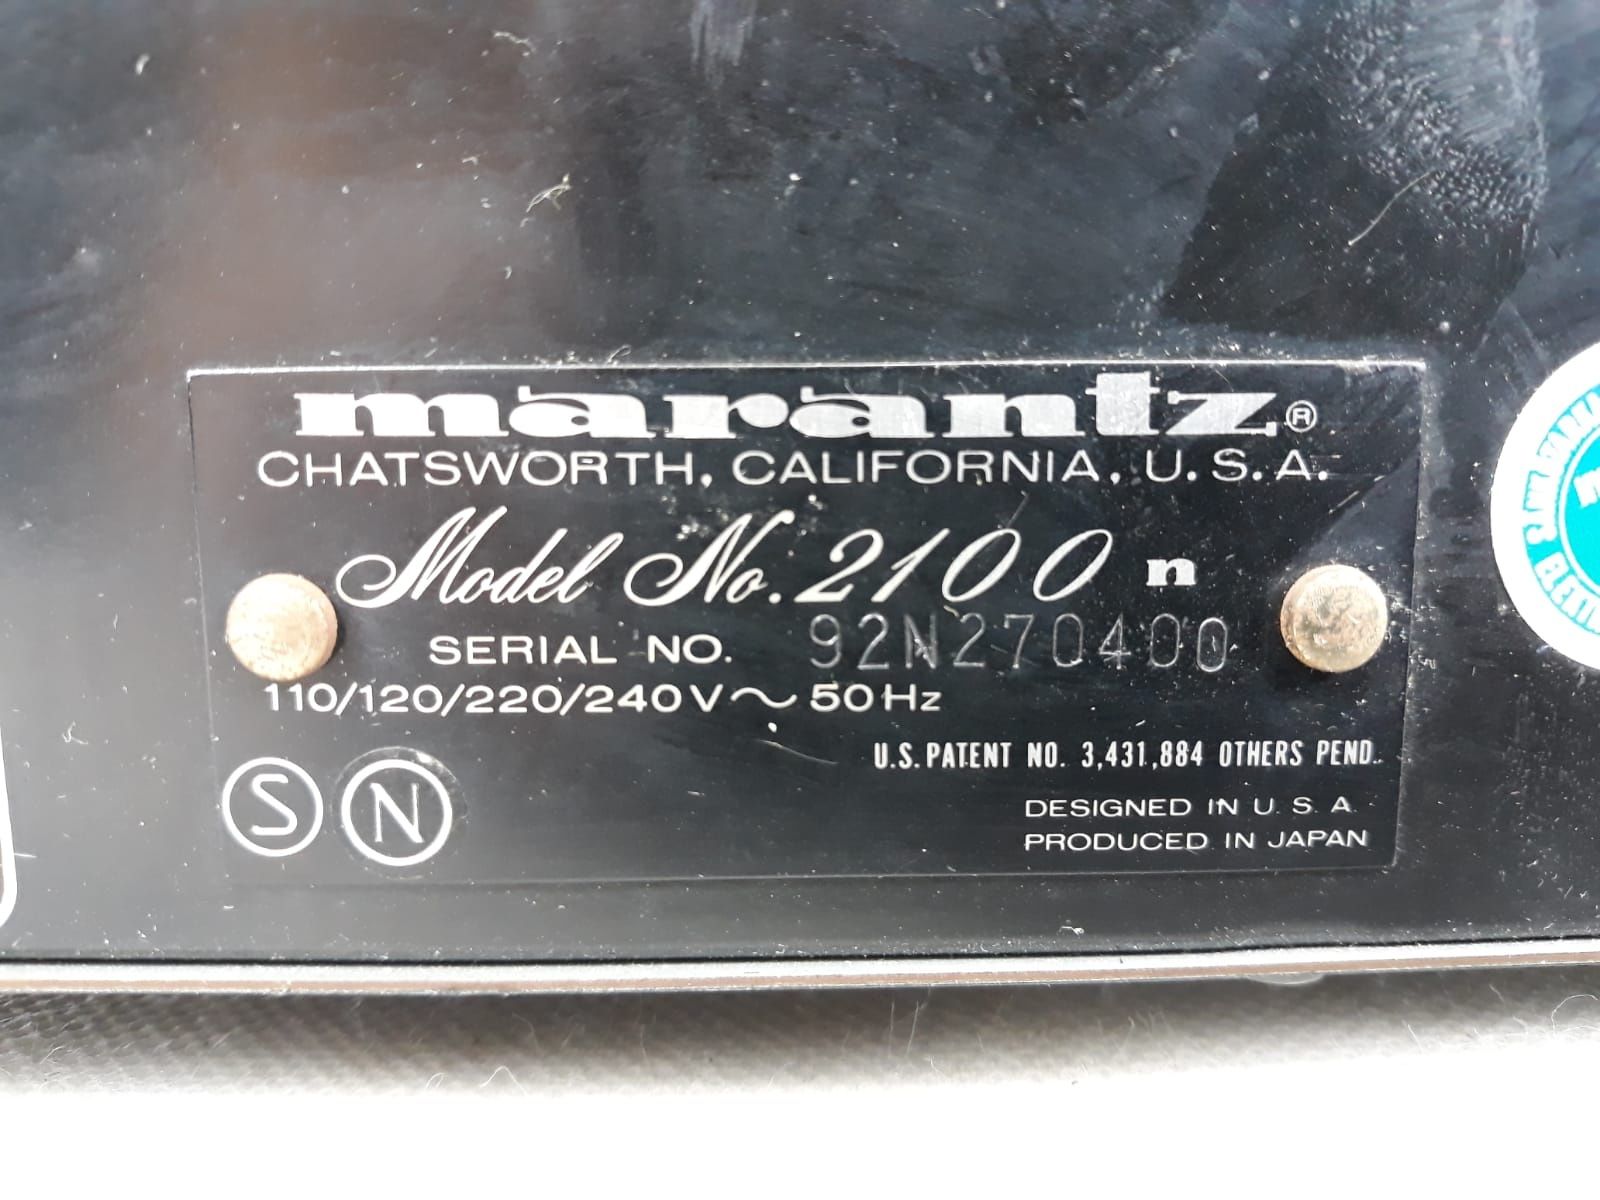 marantz®
CHATSWORTH, CALIFORNIA, U.S.A.
Model No. 2100 n
SERIAL NO. 92N270400
110/120/220/240V~50Hz
U.S. PATENT NO. 3,431,884 OTHERS PEND.
S N
DESIGNED IN U.S.A.
PRODUCED IN JAPAN